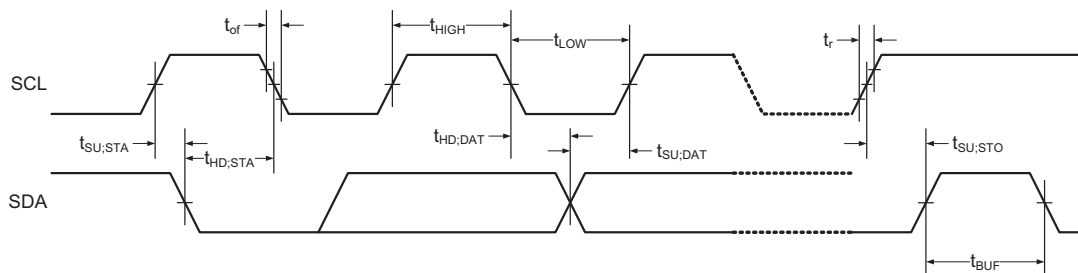 tof
tHIGH
tLOW
tr
SCL
tSU;STA
tHD;STA
tHD;DAT
tSU;DAT
tSU;STO
SDA
tBUF